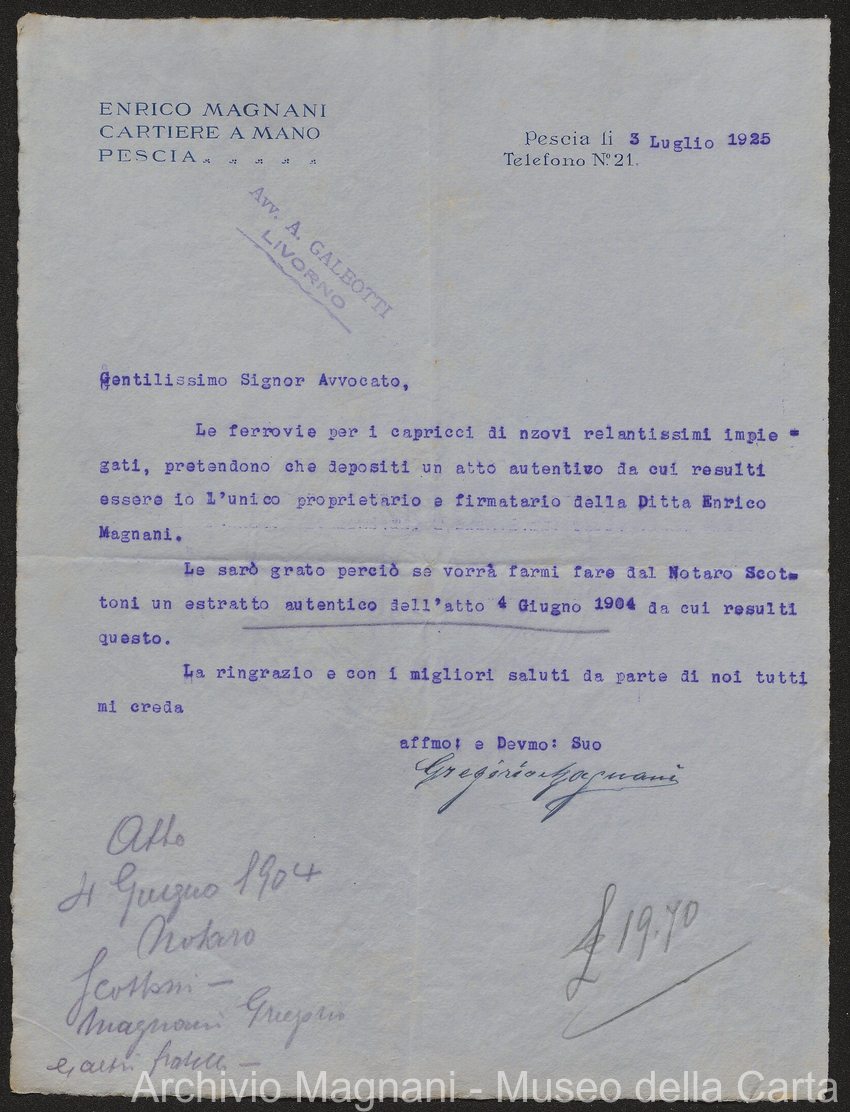 ENRICO MAGNANI
CARTIERE A MANO
PESCIA
Pescia li 3 Luglio 1925
Telefono N.º 21.
Avv. A. GALEOTTI
LIVORNO
Gentilissimo Signor Avvocato,
Le ferrovie per i capricci di nzovi relantissimi impie =
gati, pretendono che depositi un atto autentivo da cui resulti
essere io l'unico proprietario e firmatario della Ditta Enrico
Magnani.
Le sarò grato perciò se vorrà farmi fare dal Notaro Scot=
toni un estratto autentico dell'atto 4 Giugno 1904 da cui resulti
questo.
La ringrazio e con i migliori saluti da parte di noi tutti
mi creda
affmo: e Devmo: Suo
Gregorio Magnani
Atto
4 Giugno 1904
Notaro
Scottoni —
Magnani Gregorio
e altri fratelli —
£ 19.70
Archivio Magnani - Museo della Carta